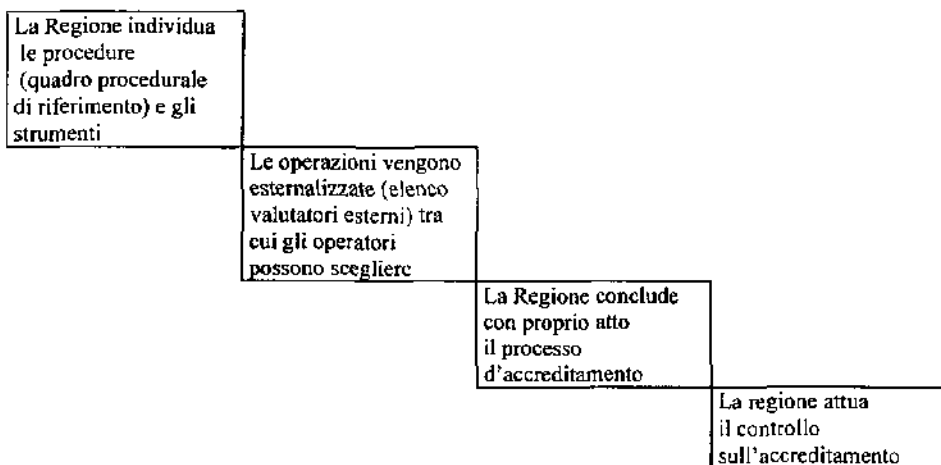 La Regione individua
le procedure
(quadro procedurale
di riferimento) e gli
strumenti
Le operazioni vengono
esternalizzate (elenco
valutatori esterni) tra
cui gli operatori
possono scegliere
La Regione conclude
con proprio atto
il processo
d'accreditamento
La regione attua
il controllo
sull'accreditamento